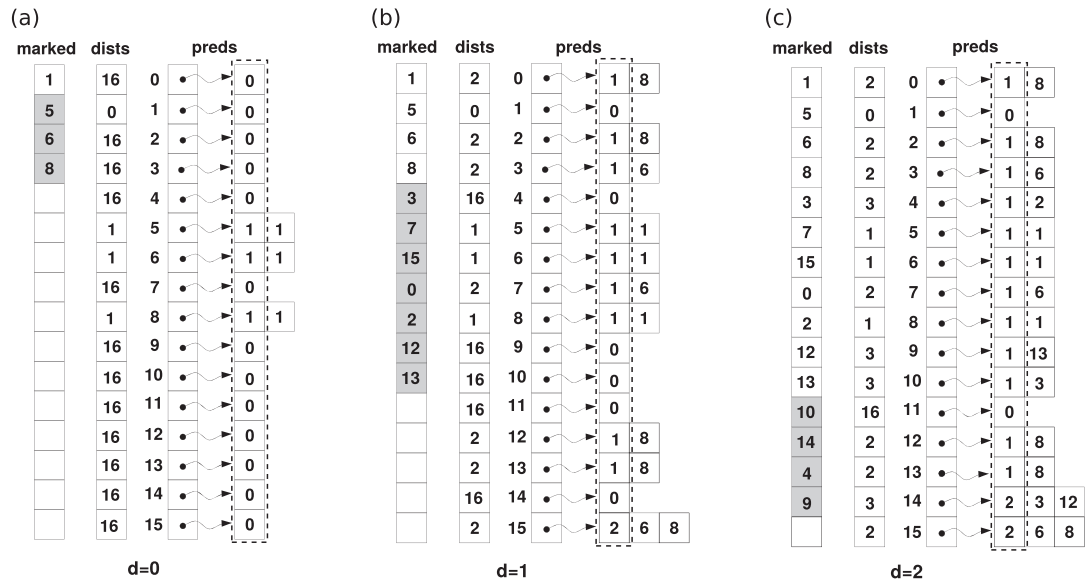 (a)
marked dists preds
1 16 0 0
5 0 1 0
6 16 2 0
8 16 3 0
16 4 0
1 5 1 1
1 6 1 1
16 7 0
1 8 1 1
16 9 0
16 10 0
16 11 0
16 12 0
16 13 0
16 14 0
16 15 0
d=0
(b)
marked dists preds
1 2 0 1 8
5 0 1 0
6 2 2 1 8
8 2 3 1 6
3 16 4 0
7 1 5 1 1
15 1 6 1 1
0 2 7 1 6
2 1 8 1 1
12 16 9 0
13 16 10 0
16 11 0
2 12 1 8
2 13 1 8
16 14 0
2 15 2 6 8
d=1
(c)
marked dists preds
1 2 0 1 8
5 0 1 0
6 2 2 1 8
8 2 3 1 6
3 3 4 1 2
7 1 5 1 1
15 1 6 1 1
0 2 7 1 6
2 1 8 1 1
12 3 9 1 13
13 3 10 1 3
10 16 11 0
14 2 12 1 8
4 2 13 1 8
9 3 14 2 3 12
2 15 2 6 8
d=2